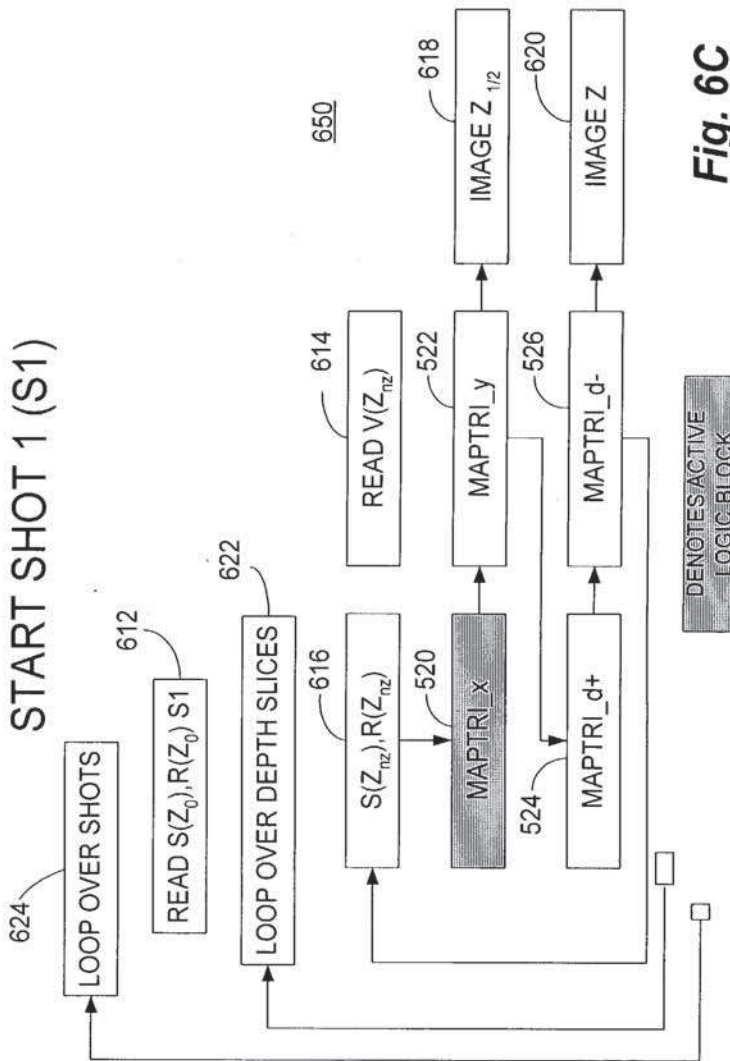 START SHOT 1 (S1)
624
LOOP OVER SHOTS
612
READ S(Z0),R(Z0) S1
622
LOOP OVER DEPTH SLICES
650
616
S(Znz),R(Znz)
614
READ V(Znz)
520
MAPTRI_x
522
MAPTRI_y
618
IMAGE Z 1/2
524
MAPTRI_d+
526
MAPTRI_d-
620
IMAGE Z
DENOTES ACTIVE
LOGIC BLOCK
Fig. 6C